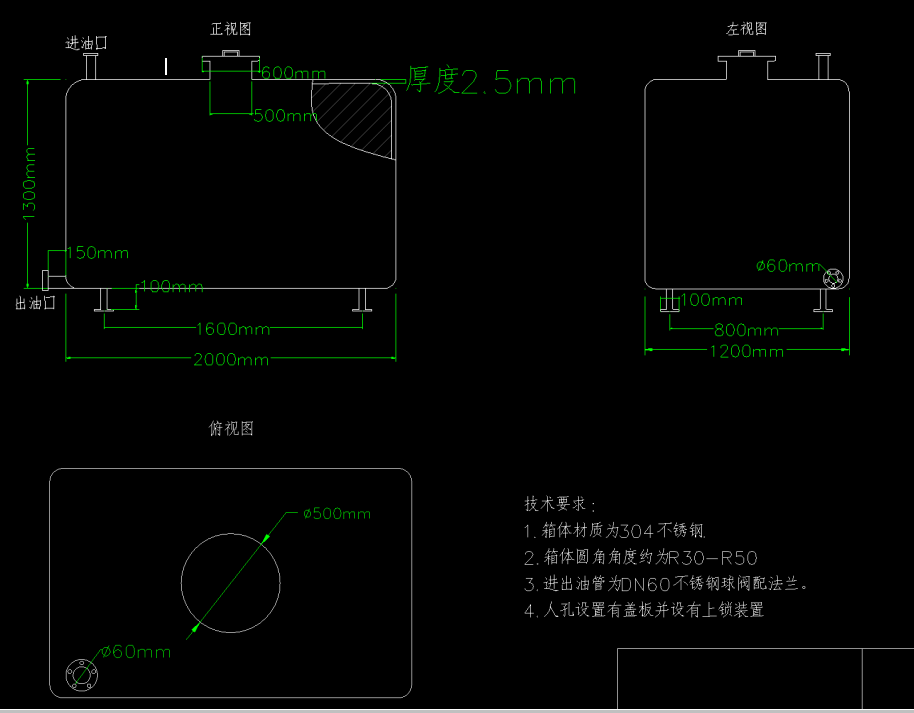 正视图
左视图
进油口
600mm
厚度2.5mm
500mm
1300mm
150mm
ø60mm
100mm
出油口
100mm
1600mm
800mm
2000mm
1200mm
俯视图
ø500mm
ø60mm
技术要求：
1.箱体材质为304不锈钢.
2.箱体圆角角度约为R30-R50
3.进出油管为DN60不锈钢球阀配法兰。
4.人孔设置有盖板并设有上锁装置